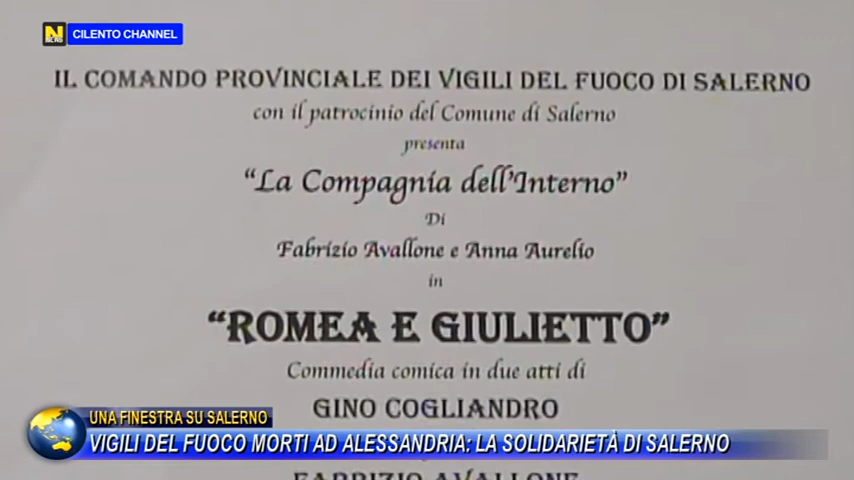 CILENTO CHANNEL
IL COMANDO PROVINCIALE DEI VIGILI DEL FUOCO DI SALERNO
con il patrocinio del Comune di Salerno
presenta
“La Compagnia dell'Interno”
Di
Fabrizio Avallone e Anna Aurelio
in
“ROMEA E GIULIETTO”
Commedia comica in due atti di
GINO COGLIANDRO
UNA FINESTRA SU SALERNO
VIGILI DEL FUOCO MORTI AD ALESSANDRIA: LA SOLIDARIETÀ DI SALERNO
FABRIZIO AVALLONE